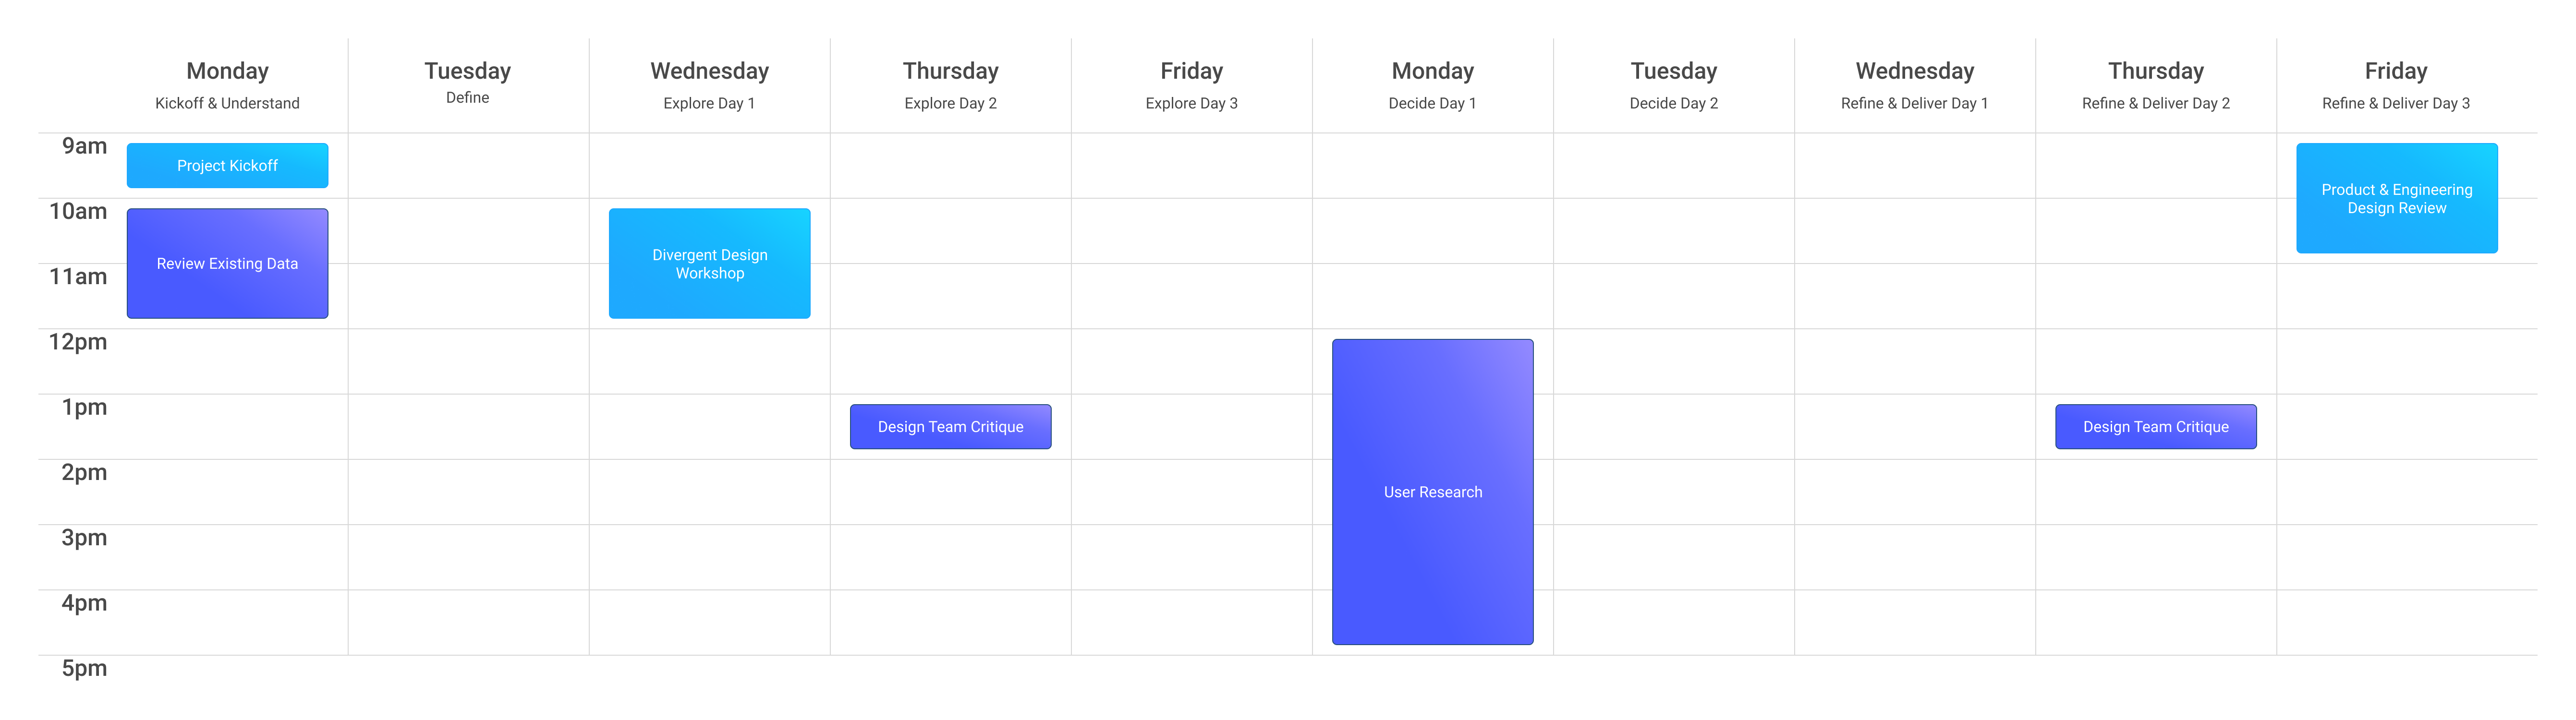 Monday
Kickoff & Understand
Tuesday
Define
Wednesday
Explore Day 1
Thursday
Explore Day 2
Friday
Explore Day 3
Monday
Decide Day 1
Tuesday
Decide Day 2
Wednesday
Refine & Deliver Day 1
Thursday
Refine & Deliver Day 2
Friday
Refine & Deliver Day 3
9am
Project Kickoff
Product & Engineering
Design Review
10am
Review Existing Data
Divergent Design
Workshop
11am
12pm
1pm
Design Team Critique
Design Team Critique
2pm
User Research
3pm
4pm
5pm